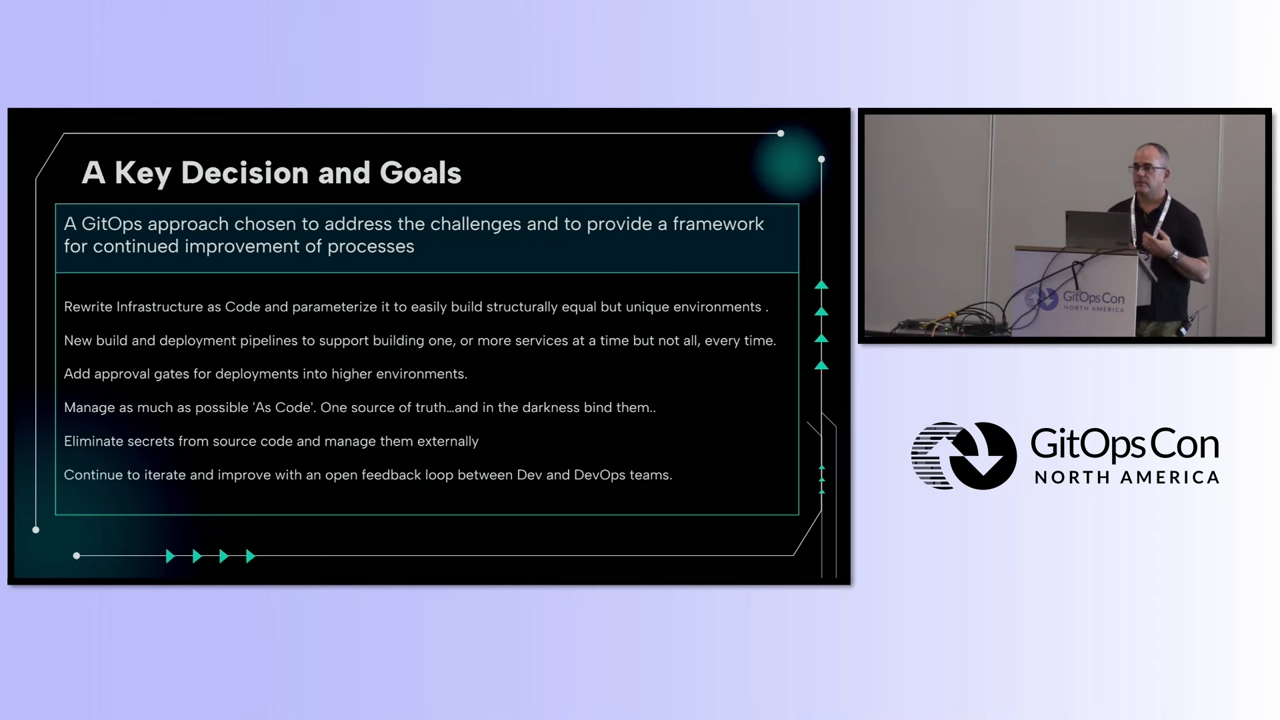 A Key Decision and Goals
A GitOps approach chosen to address the challenges and to provide a framework
for continued improvement of processes
Rewrite Infrastructure as Code and parameterize it to easily build structurally equal but unique environments .
New build and deployment pipelines to support building one, or more services at a time but not all, every time.
Add approval gates for deployments into higher environments.
Manage as much as possible 'As Code'. One source of truth…and in the darkness bind them..
Eliminate secrets from source code and manage them externally
Continue to iterate and improve with an open feedback loop between Dev and DevOps teams.
GitOpsCon
NORTH AMERICA
GitOpsCon
NORTH AMERICA